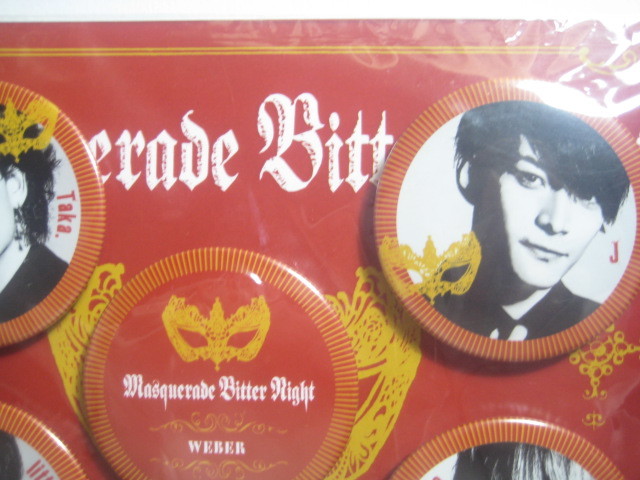 erade Bitt
Taka.
J
Masquerade Bitter Night
WEBER